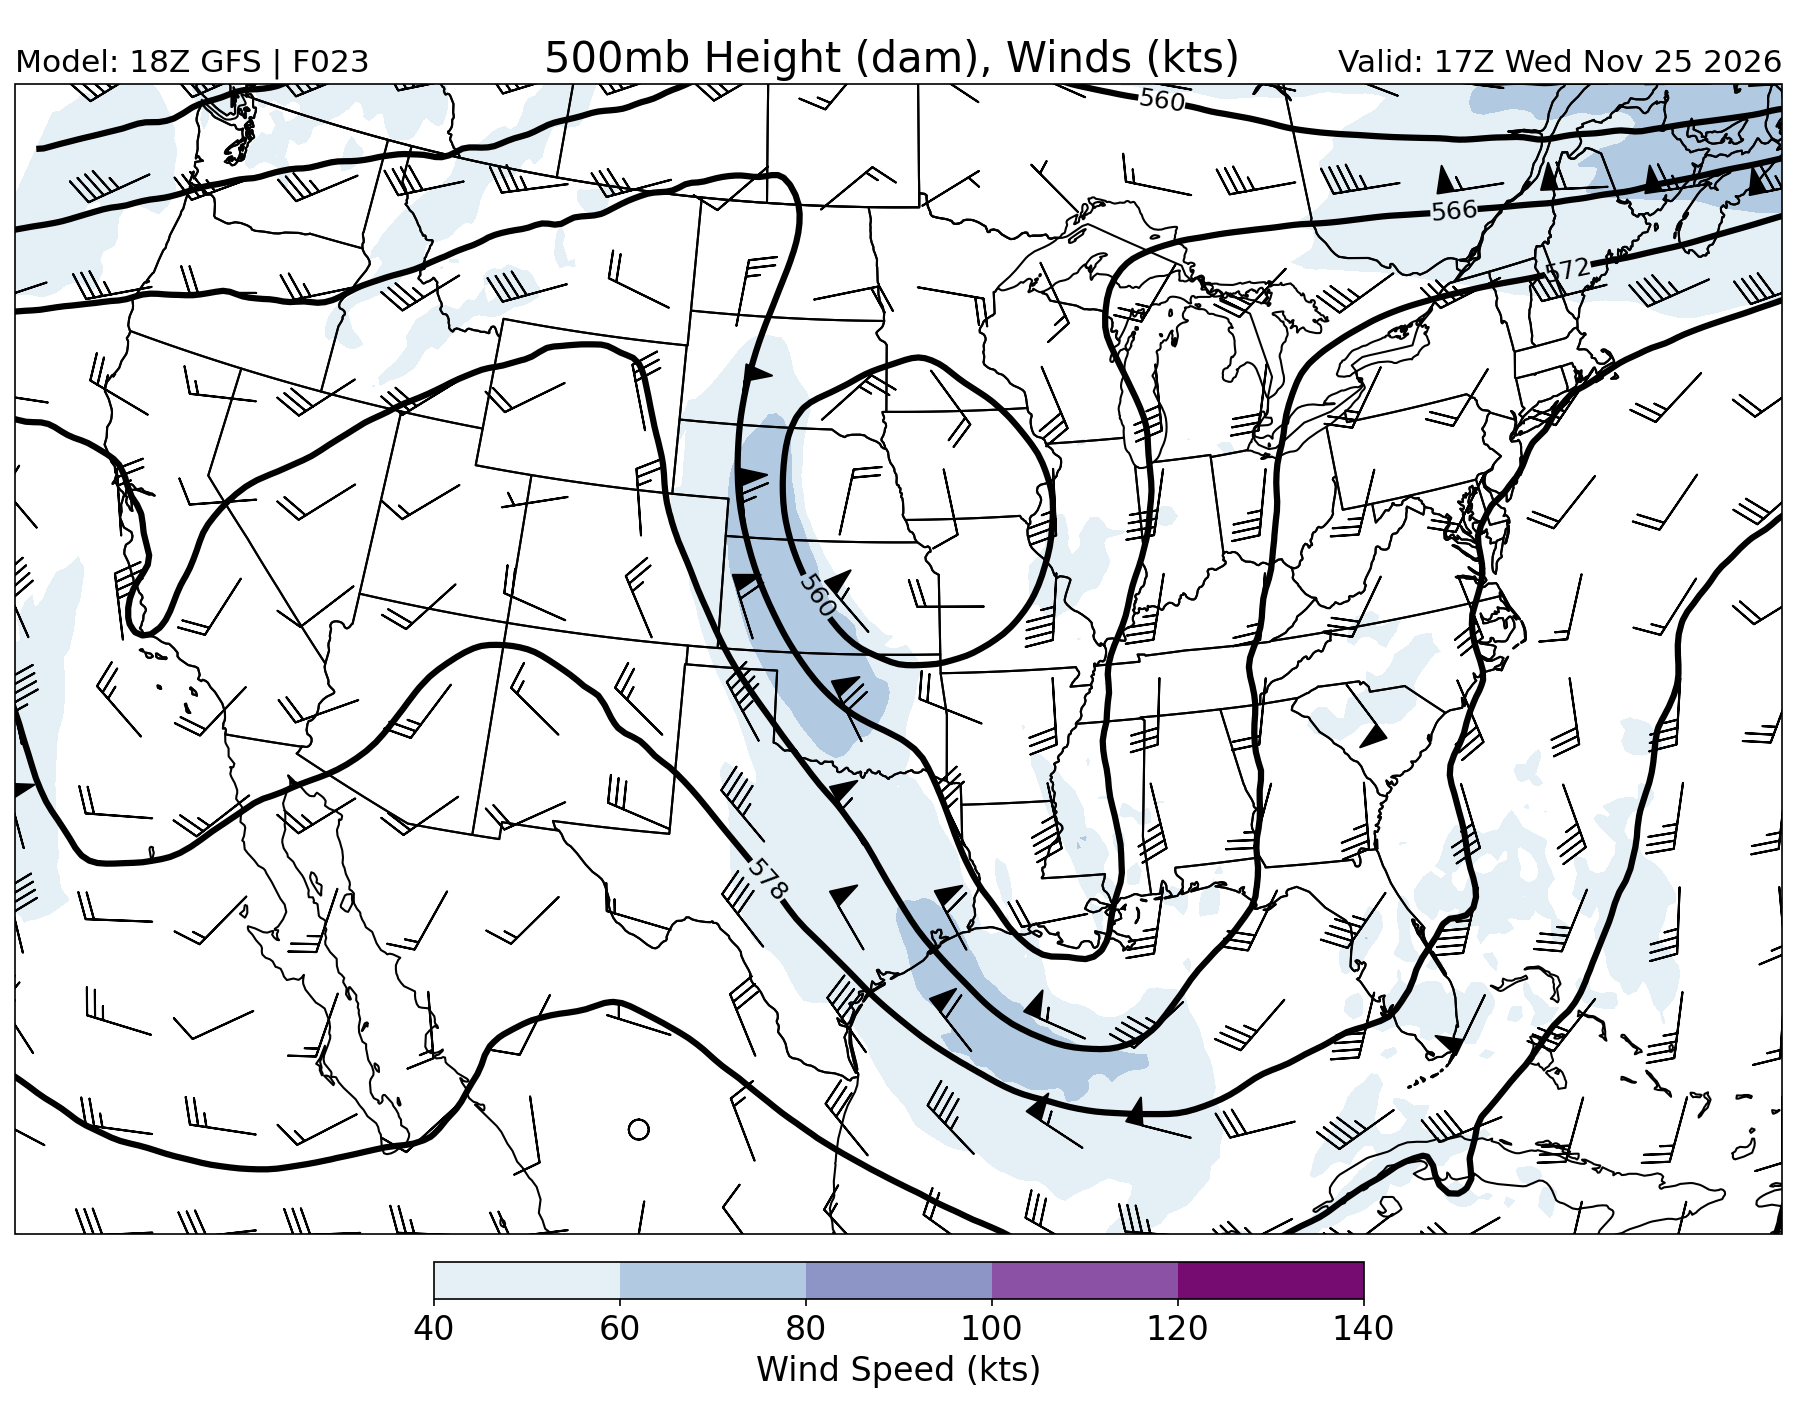 Model: 18Z GFS | F023
500mb Height (dam), Winds (kts)
Valid: 17Z Wed Nov 25 2026
560
566
572
560
578
40 60 80 100 120 140
Wind Speed (kts)